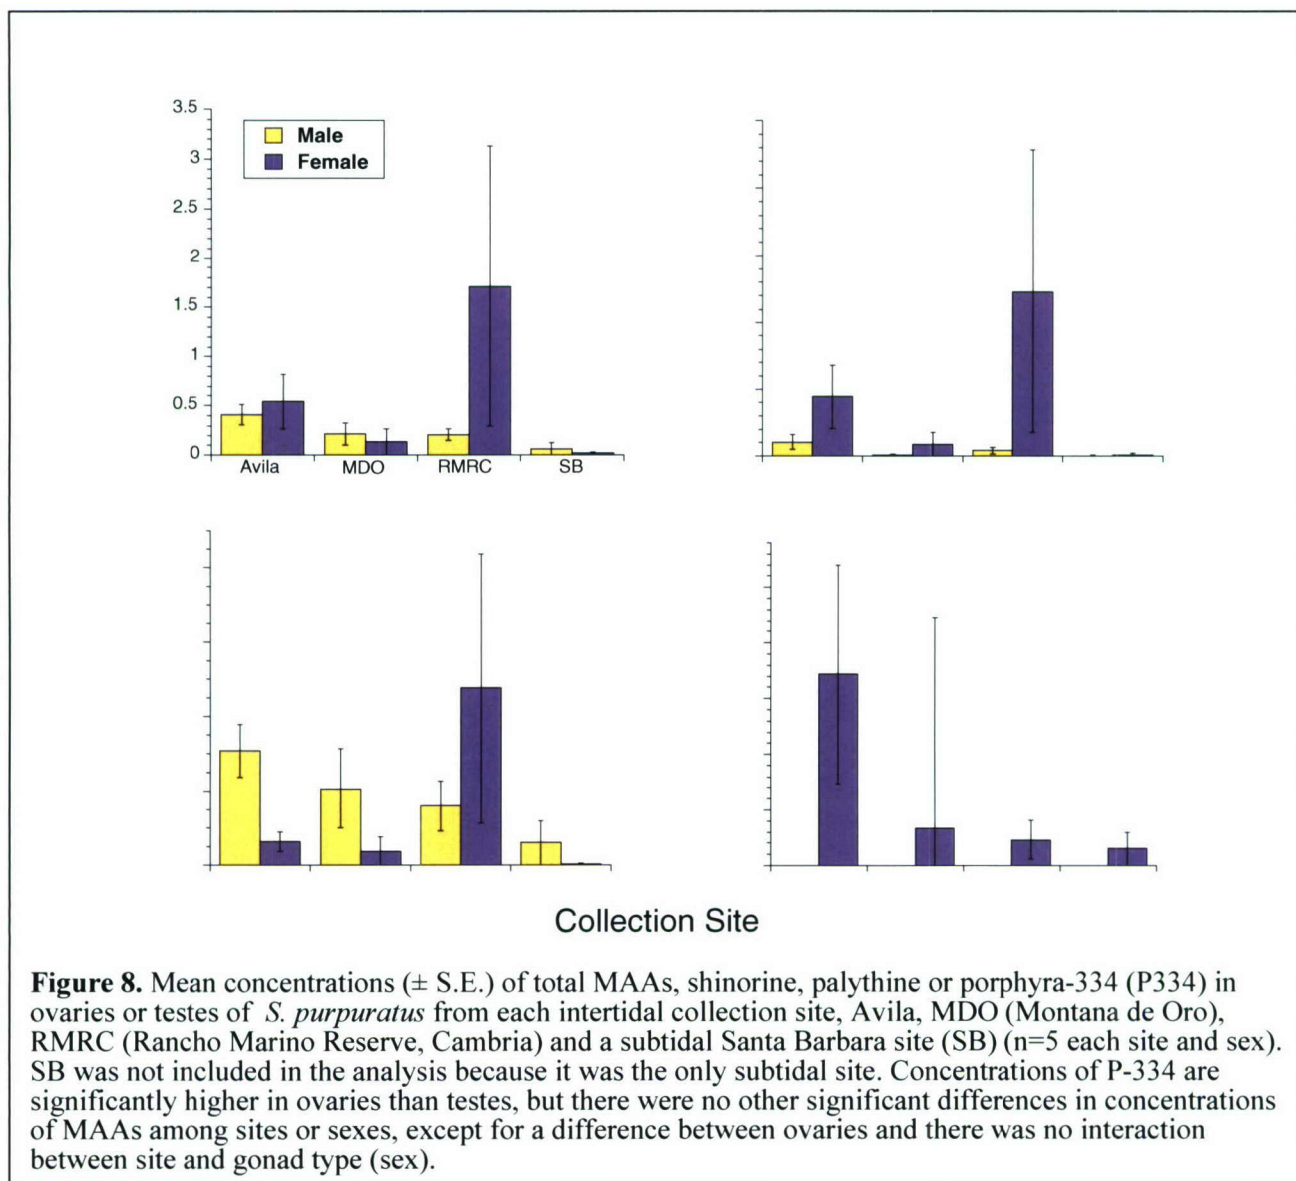 3.5
3
2.5
2
1.5
1
0.5
0
Male
Female
Avila MDO RMRC SB
Collection Site
Figure 8. Mean concentrations (± S.E.) of total MAAs, shinorine, palythine or porphyra-334 (P334) in
ovaries or testes of S. purpuratus from each intertidal collection site, Avila, MDO (Montana de Oro),
RMRC (Rancho Marino Reserve, Cambria) and a subtidal Santa Barbara site (SB) (n=5 each site and sex).
SB was not included in the analysis because it was the only subtidal site. Concentrations of P-334 are
significantly higher in ovaries than testes, but there were no other significant differences in concentrations
of MAAs among sites or sexes, except for a difference between ovaries and there was no interaction
between site and gonad type (sex).